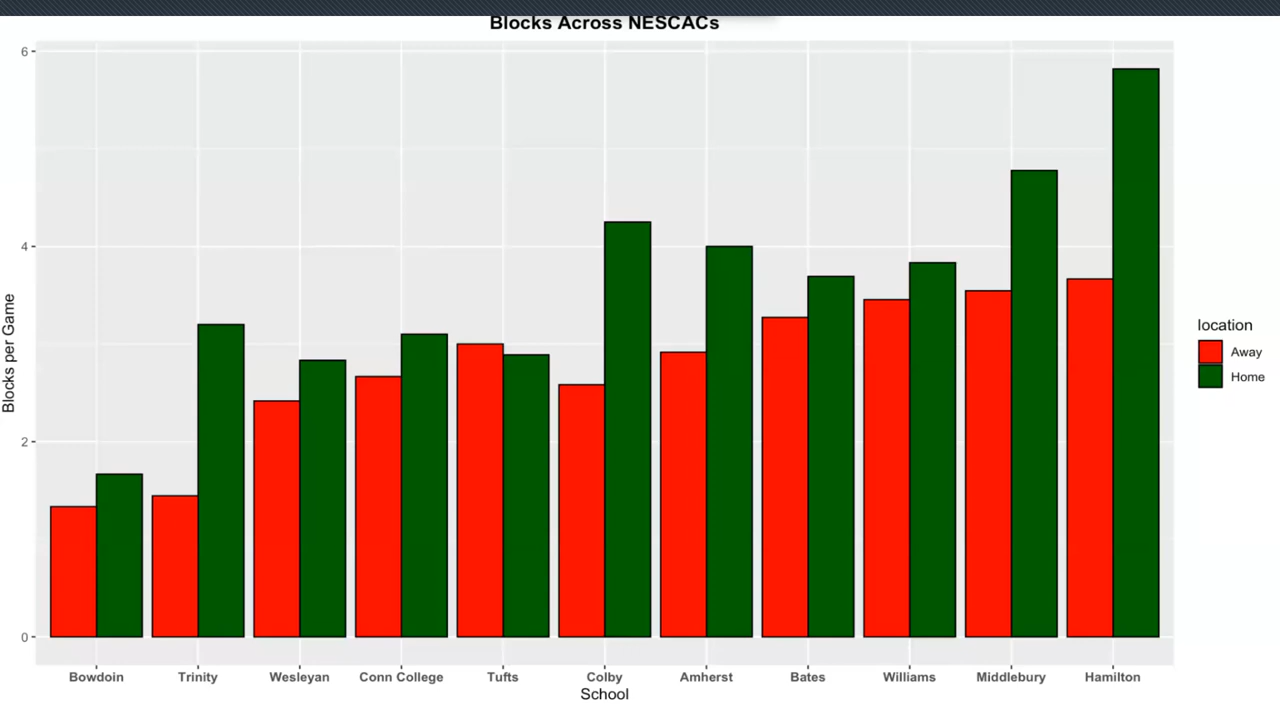 Blocks Across NESCACs
6
4
2
0
Blocks per Game
Bowdoin Trinity Wesleyan Conn College Tufts Colby Amherst Bates Williams Middlebury Hamilton
School
location
Away
Home